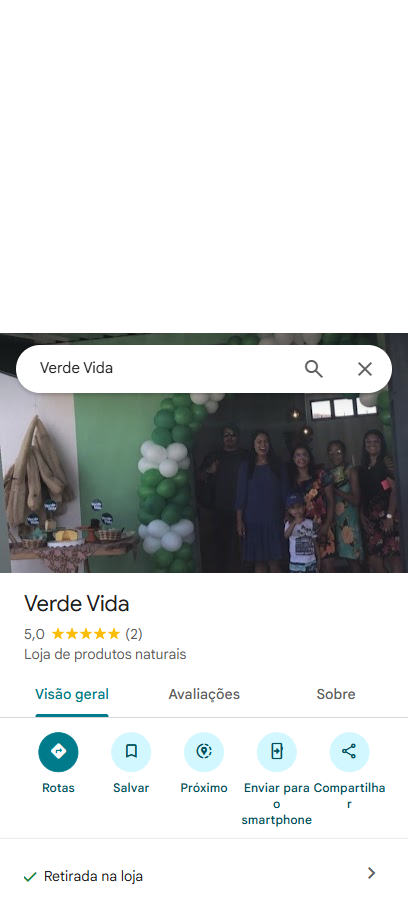 Verde Vida
Verde Vida
5,0 (2)
Loja de produtos naturais
Visão geral
Avaliações
Sobre
Rotas
Salvar
Próximo
Enviar para
o
smartphone
Compartilha
r
Retirada na loja